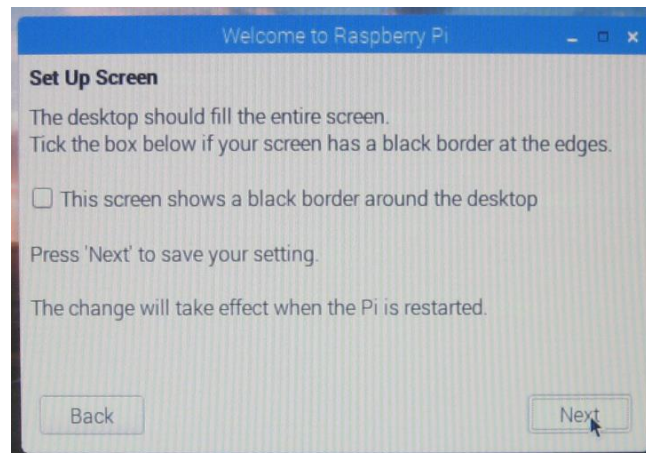 Welcome to Raspberry Pi
Set Up Screen
The desktop should fill the entire screen.
Tick the box below if your screen has a black border at the edges.
This screen shows a black border around the desktop
Press 'Next' to save your setting.
The change will take effect when the Pi is restarted.
Back
Next